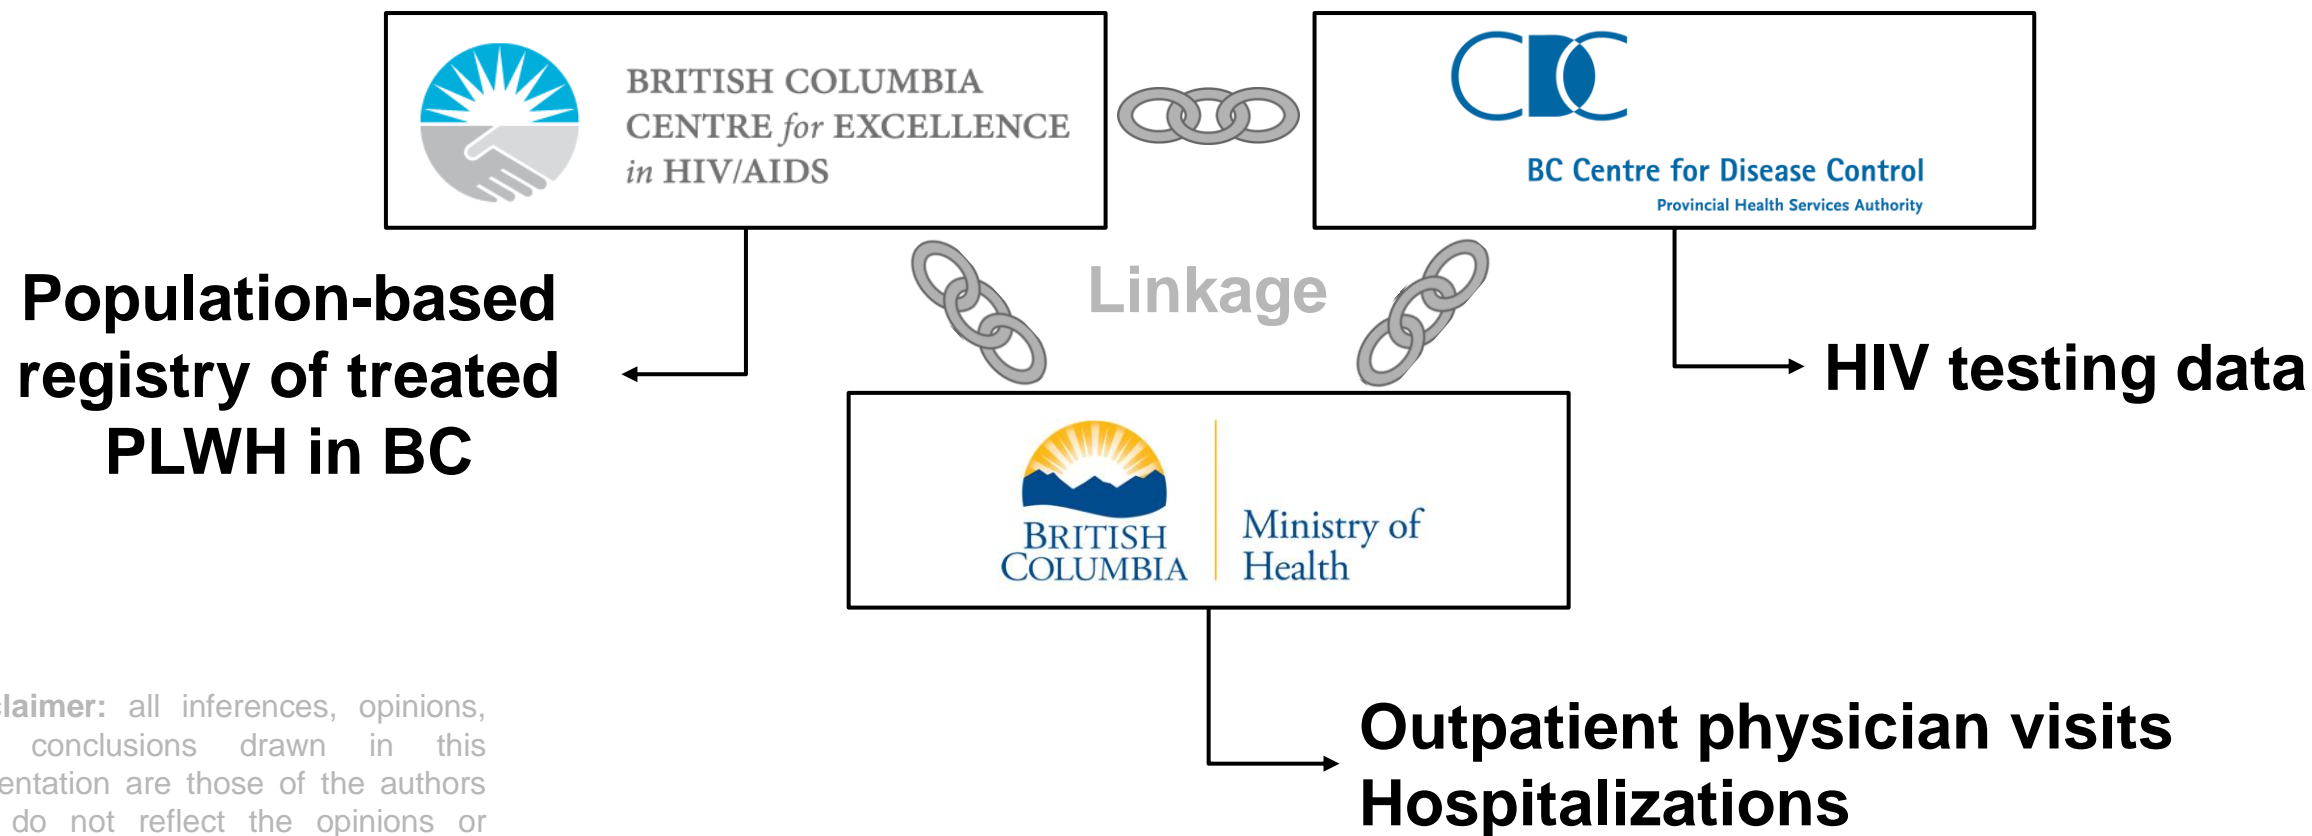 BRITISH COLUMBIA
CENTRE for EXCELLENCE
in HIV/AIDS
CDC
BC Centre for Disease Control
Provincial Health Services Authority
Linkage
Population-based
registry of treated
PLWH in BC
HIV testing data
BRITISH
COLUMBIA
Ministry of
Health
Outpatient physician visits
Hospitalizations
claimer: all inferences, opinions,
conclusions drawn in this
entation are those of the authors
do not reflect the opinions or